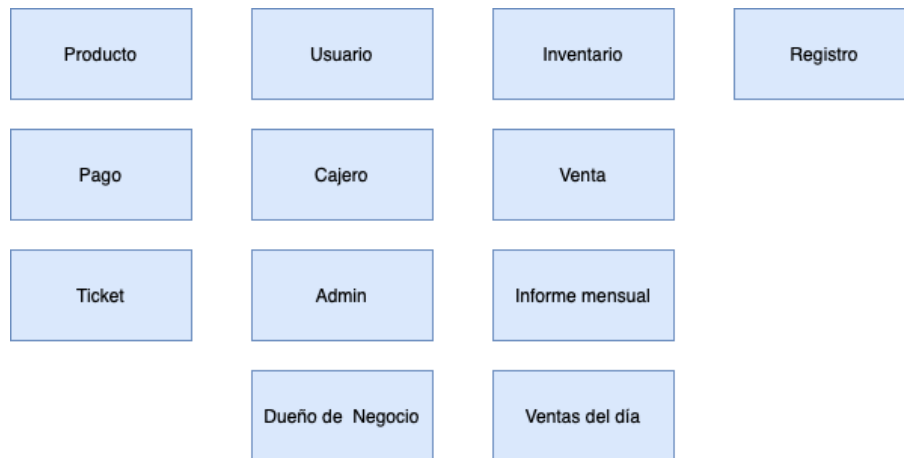 Producto
Usuario
Inventario
Registro
Pago
Cajero
Venta
Ticket
Admin
Informe mensual
Dueño de Negocio
Ventas del día